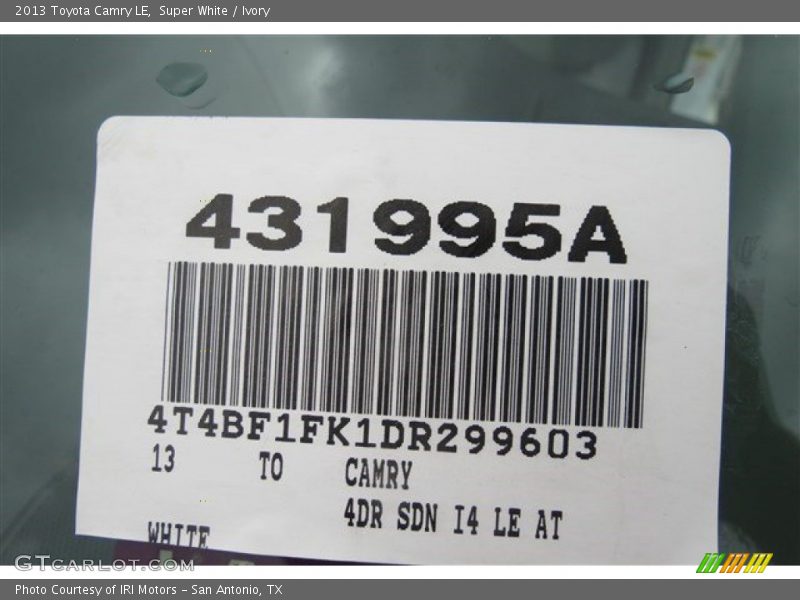 2013 Toyota Camry LE, Super White / Ivory
431995A
4T4BF1FK1DR299603
13 TO CAMRY
4DR SDN I4 LE AT
WHITE
GTcarlot.com
Photo Courtesy of IRI Motors – San Antonio, TX